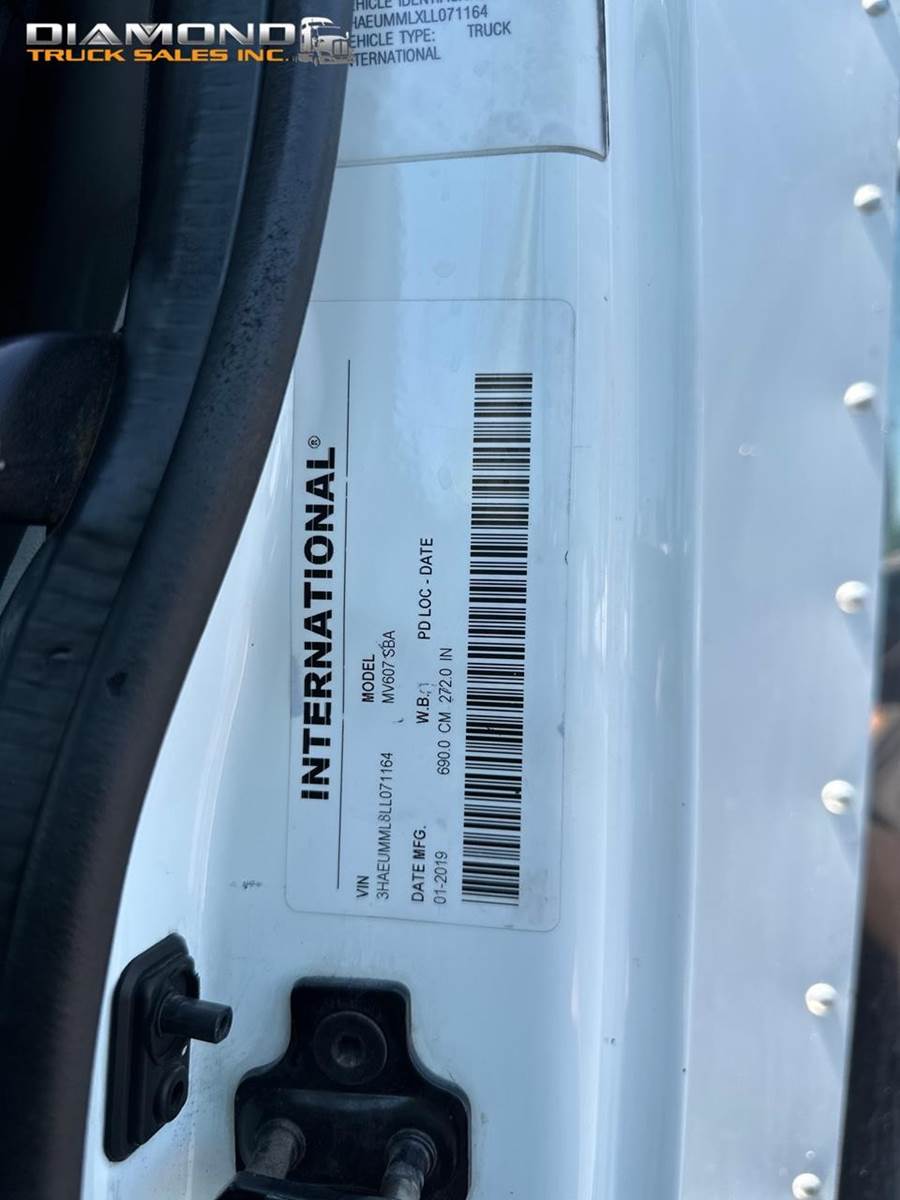 DIAMOND
TRUCK SALES INC.
HAEUMMLXLL071164
VEHICLE TYPE: TRUCK
INTERNATIONAL
INTERNATIONAL®
VIN MODEL
3HAEUMML8LL071164 MV607 SBA
DATE MFG. W.B. PD LOC - DATE
01-2019 690.0 CM 272.0 IN